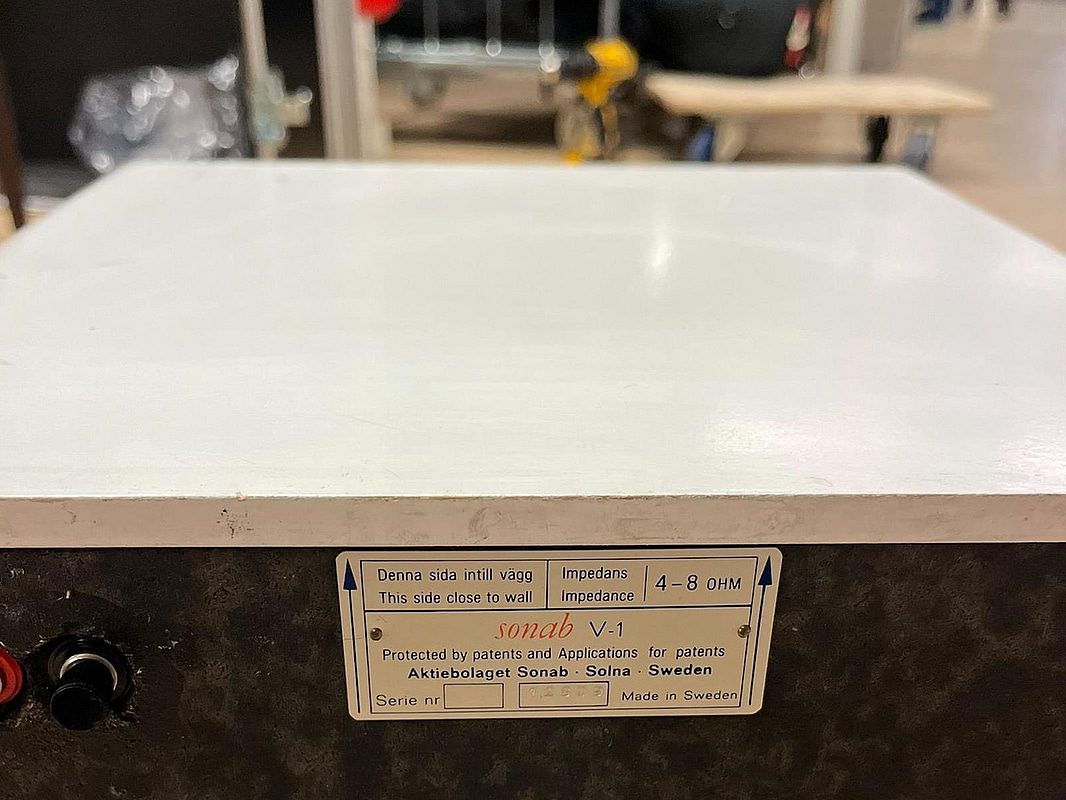 Denna sida intill vägg
This side close to wall
Impedans
Impedance
4-8 OHM
sonab V-1
Protected by patents and Applications for patents
Aktiebolaget Sonab · Solna · Sweden
Serie nr Made in Sweden